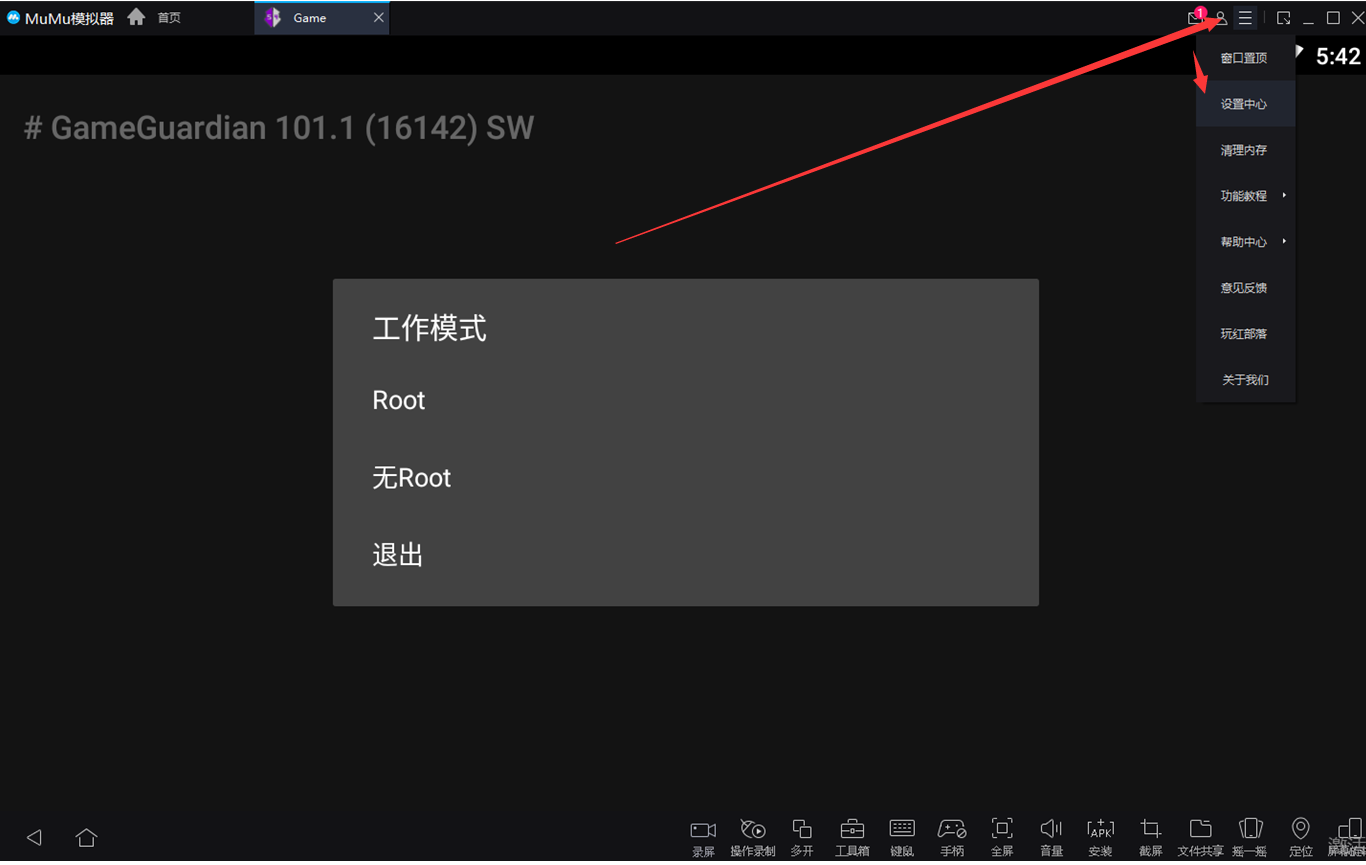 MuMu模拟器
首页
Game
1
5:42
窗口置顶
设置中心
清理内存
功能教程
帮助中心
意见反馈
玩红部落
关于我们
# GameGuardian 101.1 (16142) SW
工作模式
Root
无Root
退出
录屏
操作录制
多开
工具箱
键鼠
手柄
全屏
音量
APK
安装
截屏
文件共享
摇一摇
定位